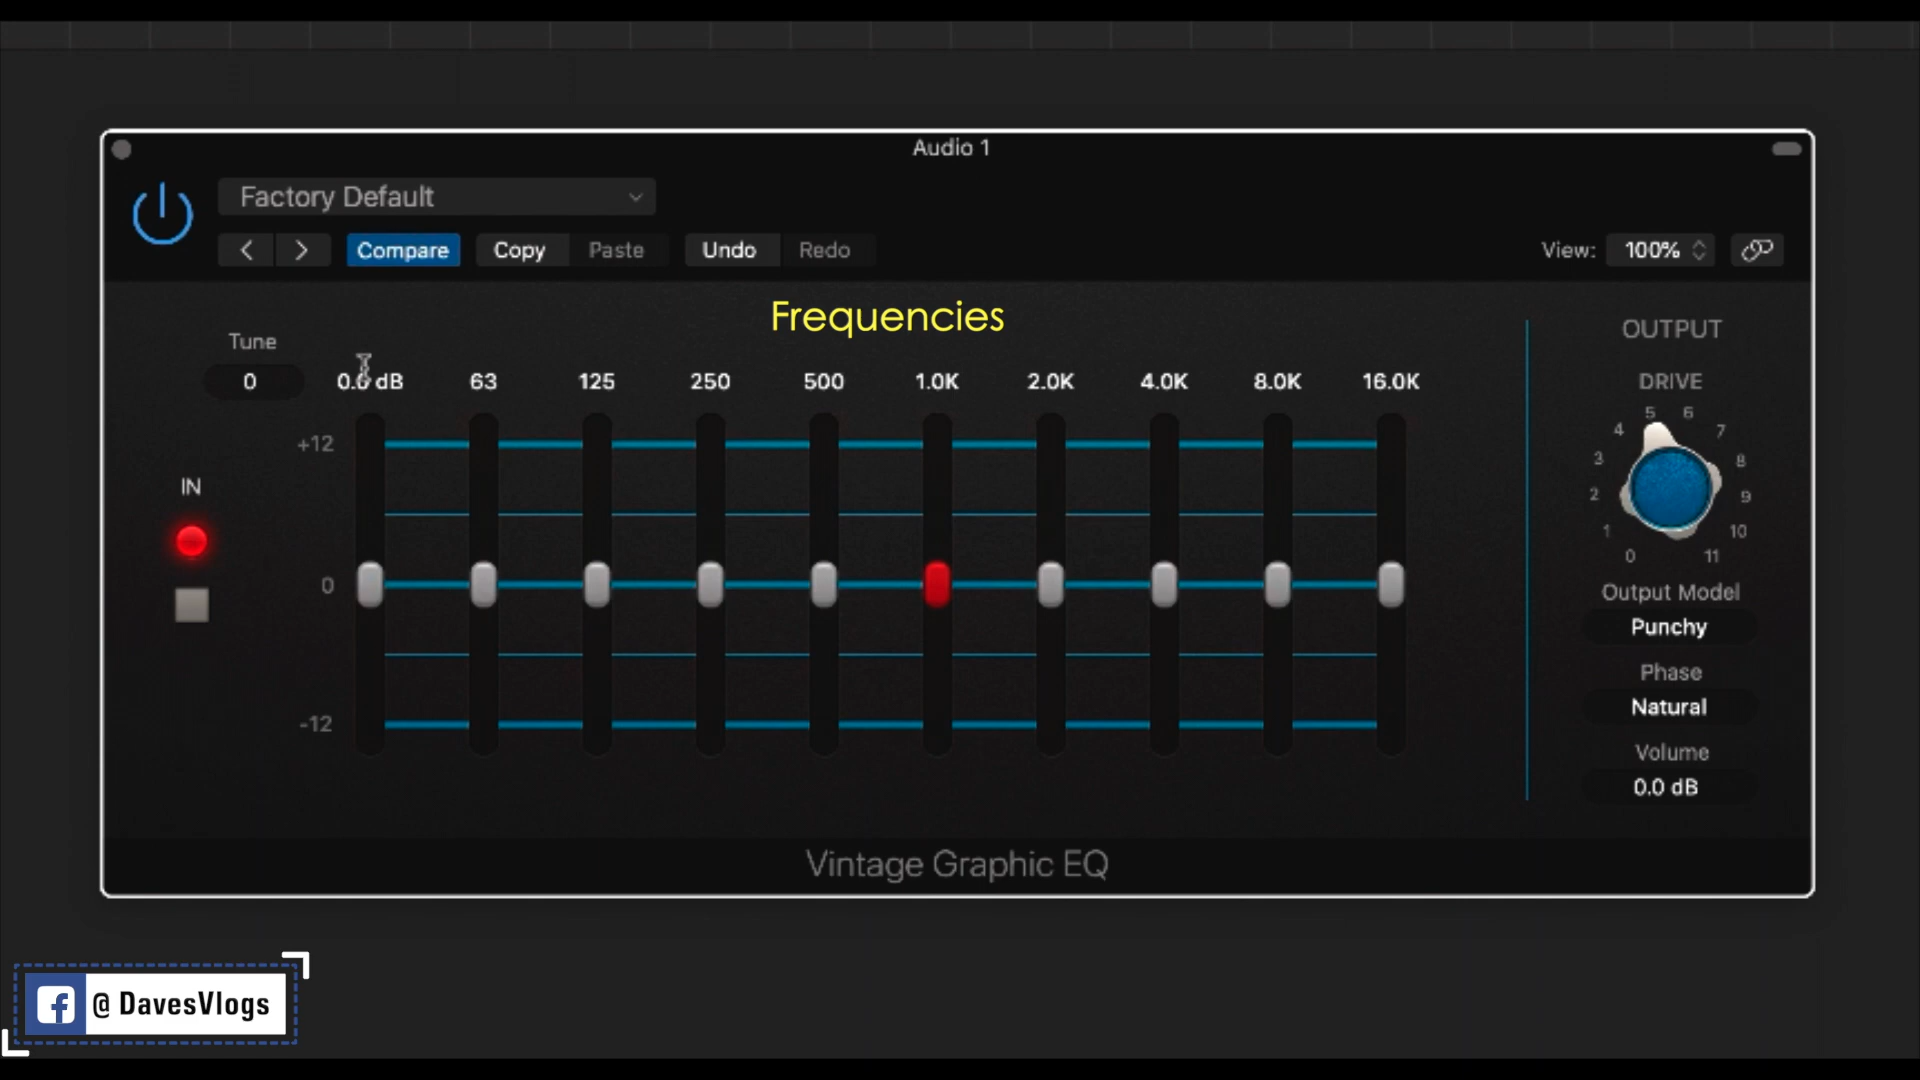 Audio 1
Factory Default
Compare Copy Paste Undo Redo View: 100%
Frequencies
Tune
0
0.0 dB 63 125 250 500 1.0K 2.0K 4.0K 8.0K 16.0K
+12
0
-12
IN
OUTPUT
DRIVE
0 1 2 3 4 5 6 7 8 9 10 11
Output Model
Punchy
Phase
Natural
Volume
0.0 dB
Vintage Graphic EQ
@ DavesVlogs